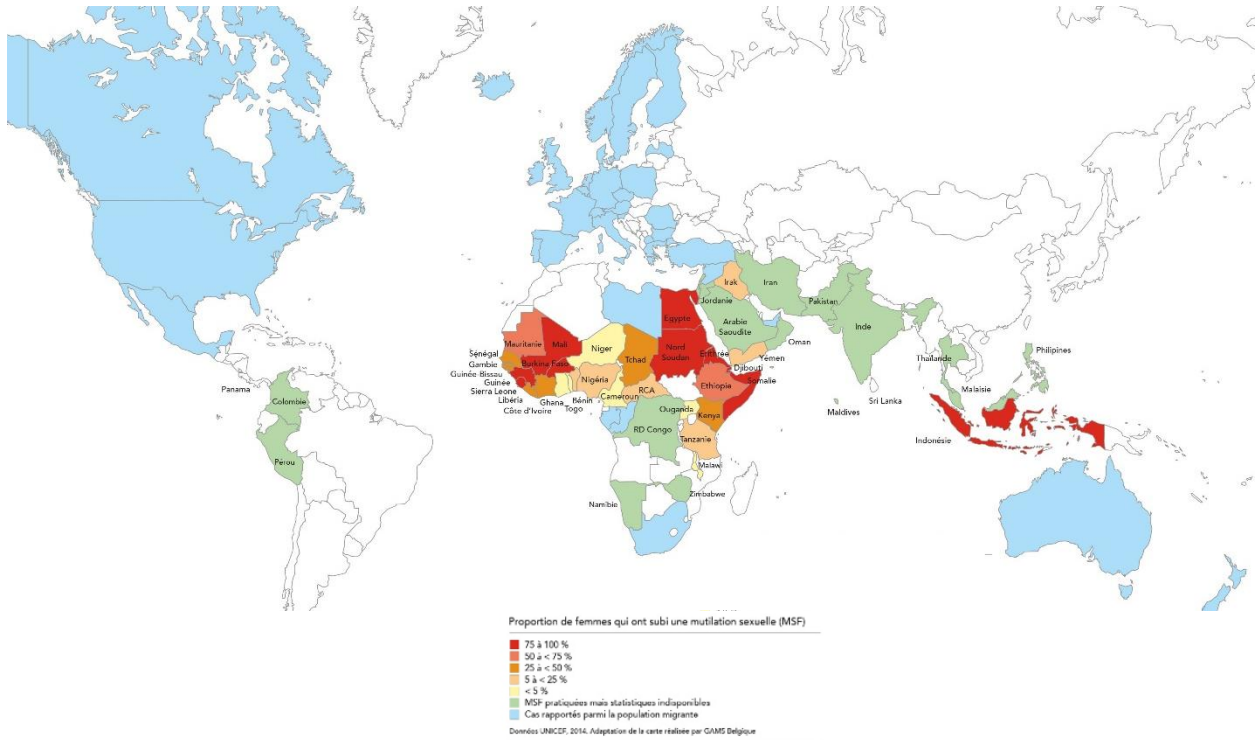 Irak
Iran
Jordanie
Pakistan
Egypte
Arabie
Saoudite
Inde
Oman
Mauritanie
Mali
Niger
Tchad
Nord
Soudan
Erithrée
Yémen
Thaïlande
Philipines
Sénégal
Gambie
Guinée Bissau
Guinée
Sierra Leone
Libéria
Côte d'Ivoire
Burkina Faso
Ghana
Togo
Bénin
Nigéria
Cameroun
RCA
Ethiopie
Djibouti
Somalie
Malaisie
Sri Lanka
Maldives
Panama
Colombie
Ouganda
Kenya
RD Congo
Tanzanie
Indonésie
Pérou
Malawi
Zimbabwe
Namibie
Proportion de femmes qui ont subi une mutilation sexuelle (MSF)
75 à 100 %
50 à < 75 %
25 à < 50 %
5 à < 25 %
< 5 %
MSF pratiquées mais statistiques indisponibles
Cas rapportés parmi la population migrante
Données UNICEF, 2014. Adaptation de la carte réalisée par GAMS Belgique